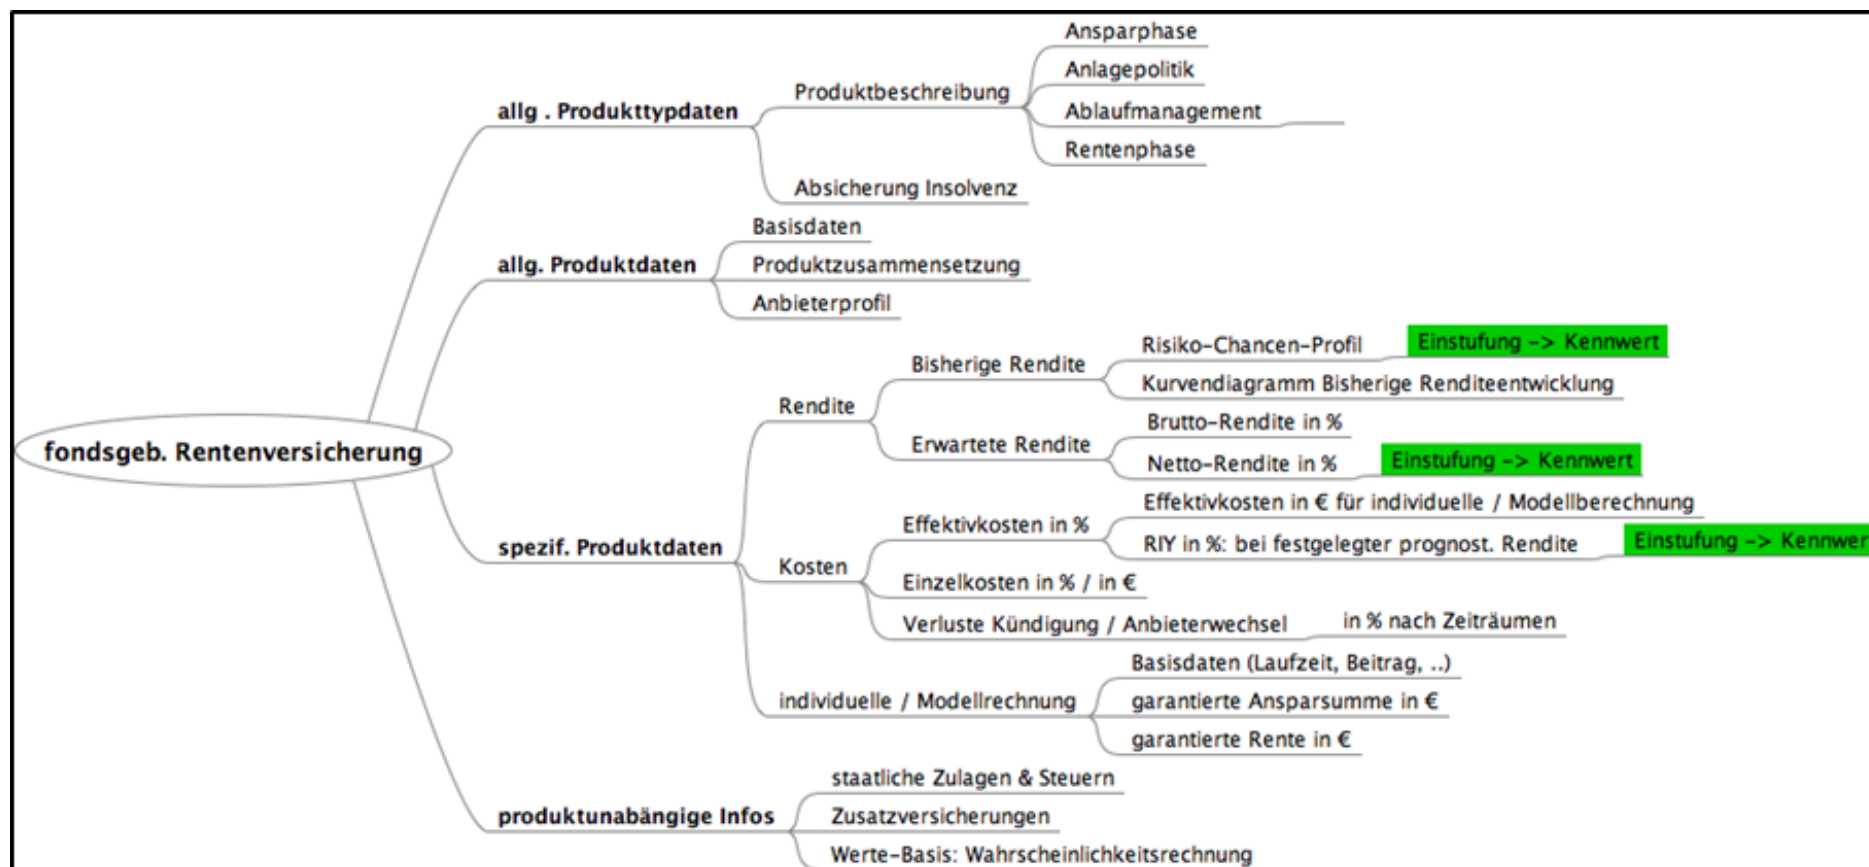 fondsgeb. Rentenversicherung
allg . Produkttypdaten
Produktbeschreibung
Ansparphase
Anlagepolitik
Ablaufmanagement
Rentenphase
Absicherung Insolvenz
allg. Produktdaten
Basisdaten
Produktzusammensetzung
Anbieterprofil
spezif. Produktdaten
Rendite
Bisherige Rendite
Risiko-Chancen-Profil
Einstufung -> Kennwert
Kurvendiagramm Bisherige Renditeentwicklung
Erwartete Rendite
Brutto-Rendite in %
Netto-Rendite in %
Einstufung -> Kennwert
Kosten
Effektivkosten in %
Effektivkosten in € für individuelle / Modellberechnung
RIY in %: bei festgelegter prognost. Rendite
Einstufung -> Kennwer
Einzelkosten in % / in €
Verluste Kündigung / Anbieterwechsel
in % nach Zeiträumen
individuelle / Modellrechnung
Basisdaten (Laufzeit, Beitrag, ..)
garantierte Ansparsumme in €
garantierte Rente in €
produktunabängige Infos
staatliche Zulagen & Steuern
Zusatzversicherungen
Werte-Basis: Wahrscheinlichkeitsrechnung